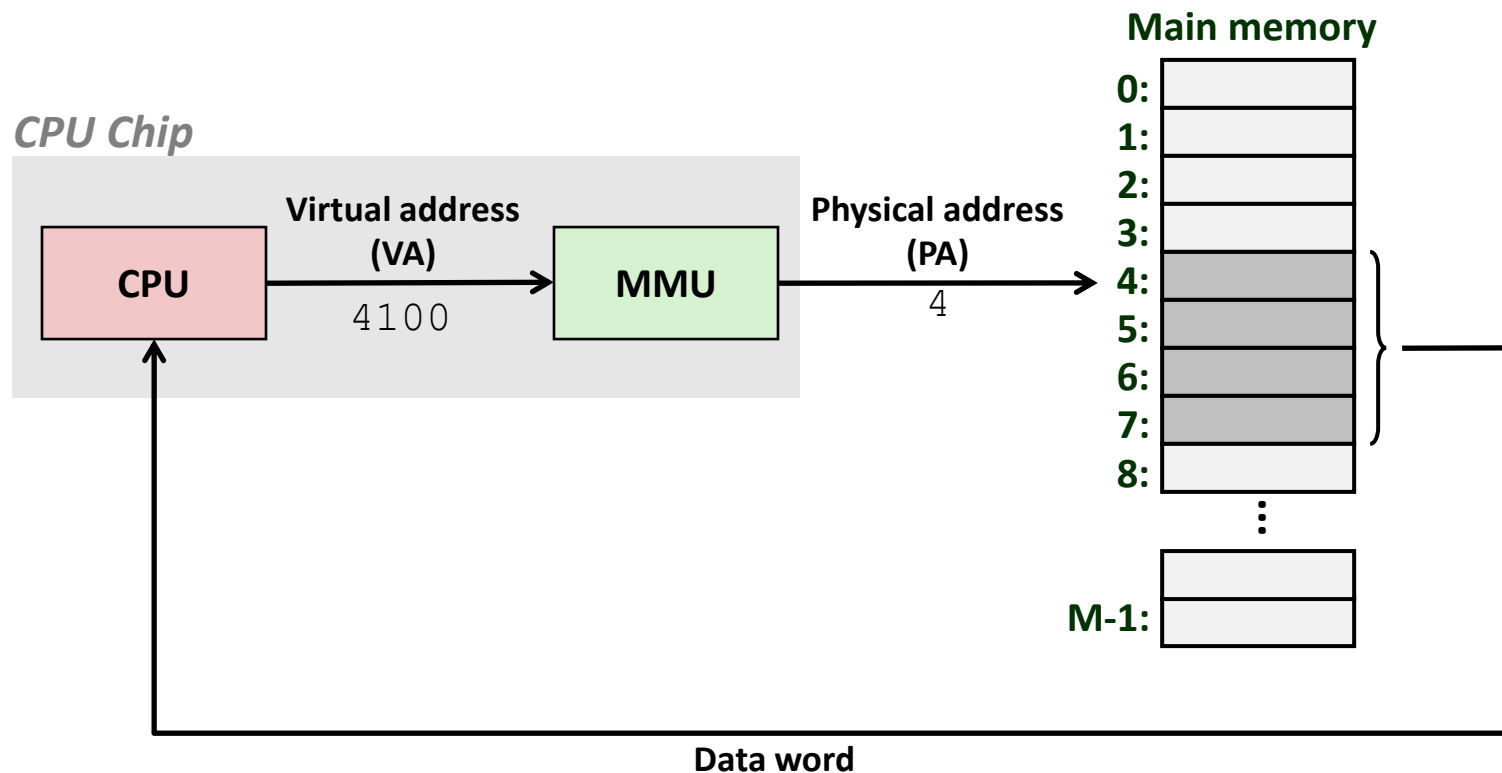 Main memory
CPU Chip
CPU
Virtual address
(VA)
4100
MMU
Physical address
(PA)
4
0:
1:
2:
3:
4:
5:
6:
7:
8:
...
M-1:
Data word